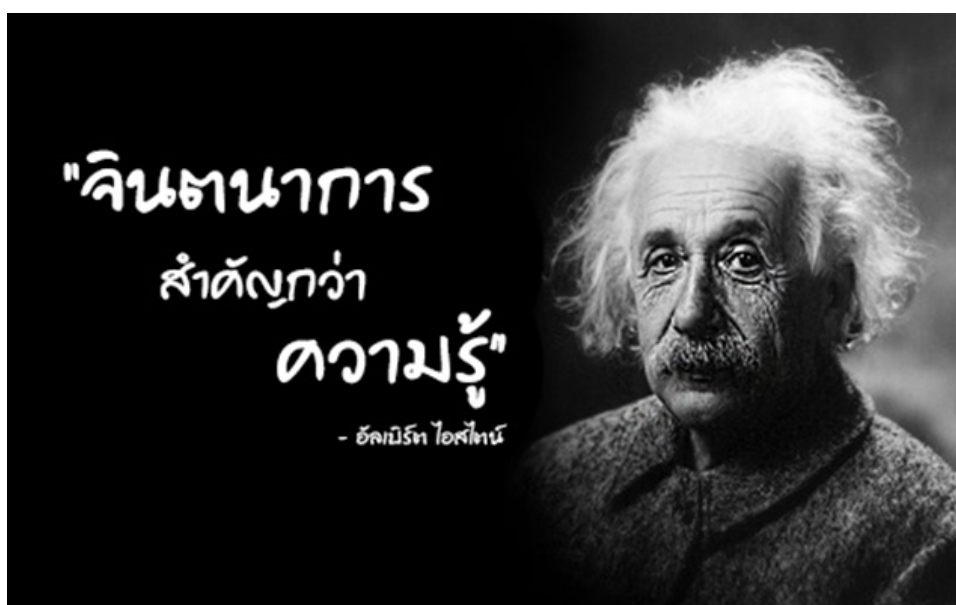 "จินตนาการ
สำคัญกว่า
ความรู้"
- อัลเบิร์ต ไอสไตน์